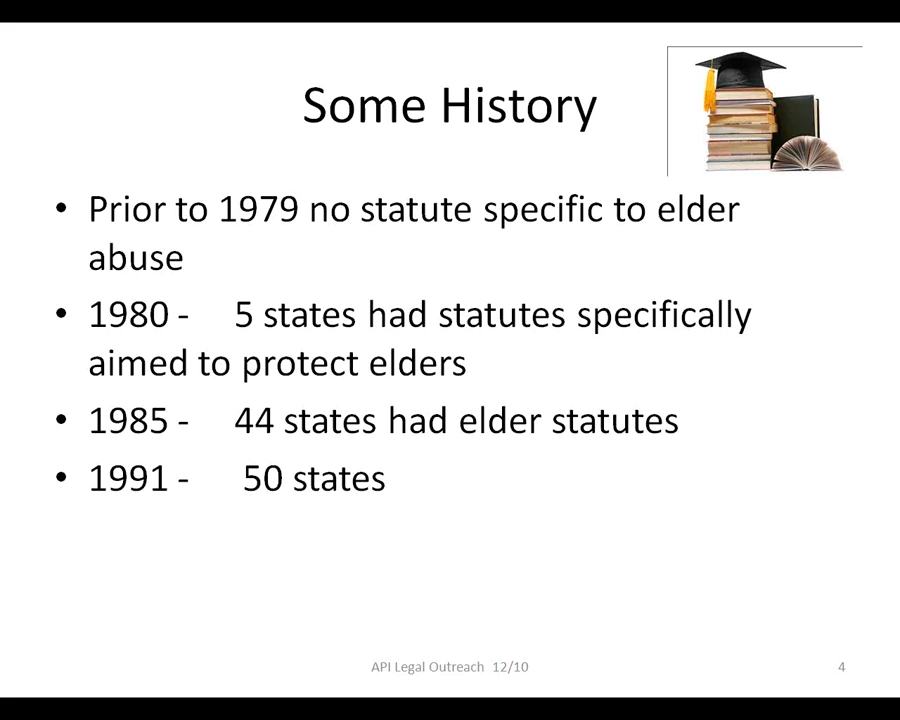 Some History
• Prior to 1979 no statute specific to elder
abuse
• 1980 - 5 states had statutes specifically
aimed to protect elders
• 1985 - 44 states had elder statutes
• 1991 - 50 states
API Legal Outreach 12/10
4